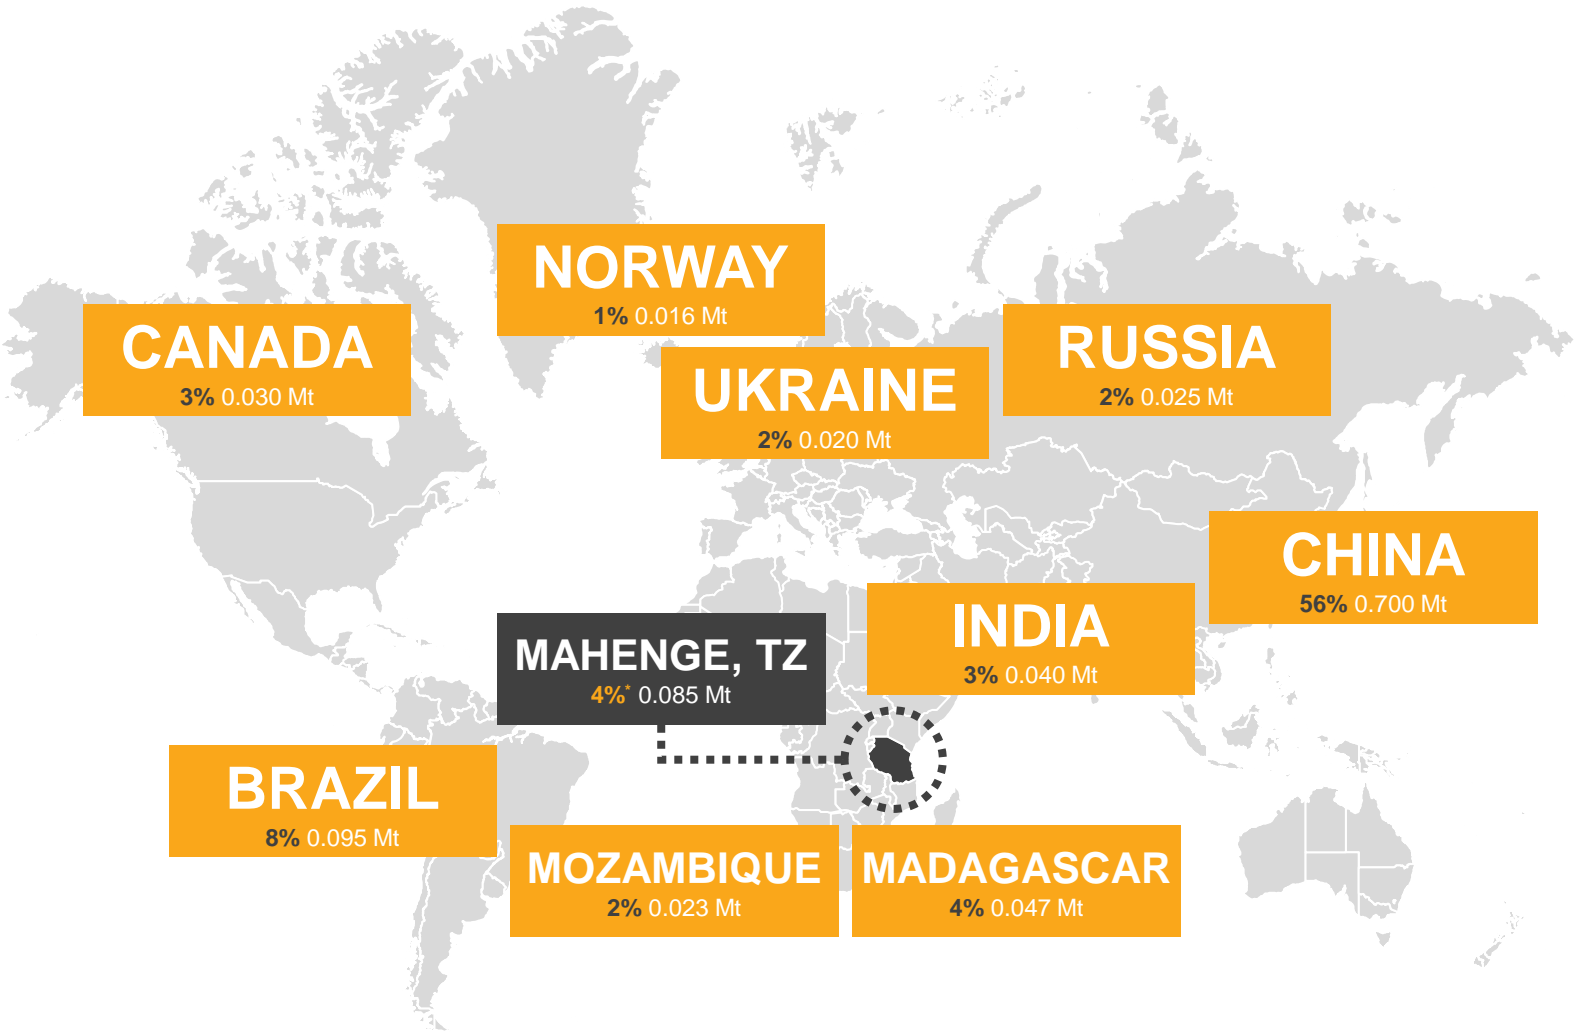 NORWAY
1% 0.016 Mt
CANADA
3% 0.030 Mt
RUSSIA
2% 0.025 Mt
UKRAINE
2% 0.020 Mt
CHINA
56% 0.700 Mt
INDIA
3% 0.040 Mt
MAHENGE, TZ
4%* 0.085 Mt
BRAZIL
8% 0.095 Mt
MOZAMBIQUE
2% 0.023 Mt
MADAGASCAR
4% 0.047 Mt